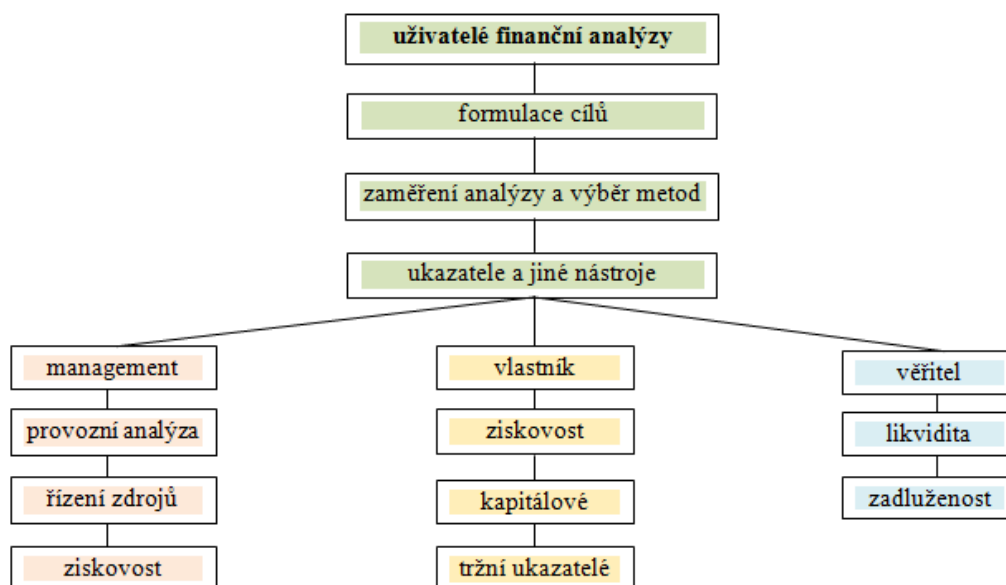 uživatelé finanční analýzy
formulace cílů
zaměření analýzy a výběr metod
ukazatele a jiné nástroje
management
vlastník
věřitel
provozní analýza
ziskovost
likvidita
řízení zdrojů
kapitálové
zadluženost
ziskovost
tržní ukazatelé